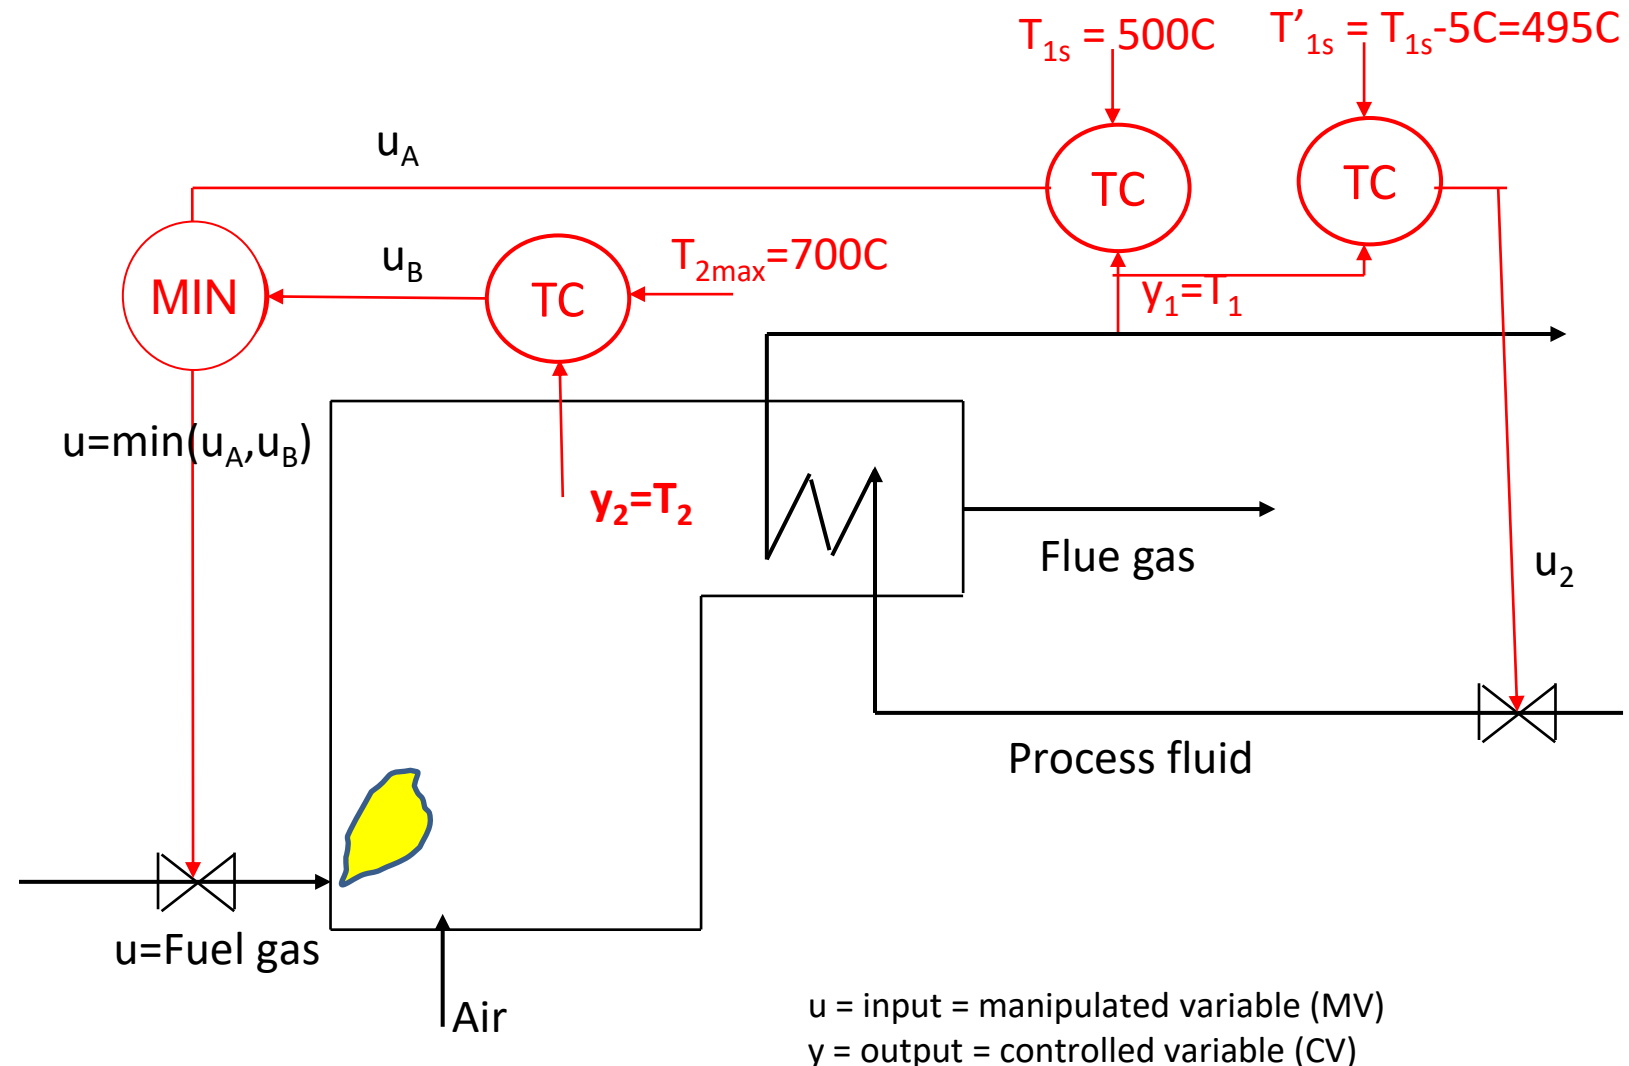 T1s = 500C
T’1s = T1s-5C=495C
uA
TC
TC
uB
T2max=700C
MIN
TC
y1=T1
u=min(uA,uB)
y2=T2
Flue gas
u2
Process fluid
u=Fuel gas
Air
u = input = manipulated variable (MV)
y = output = controlled variable (CV)